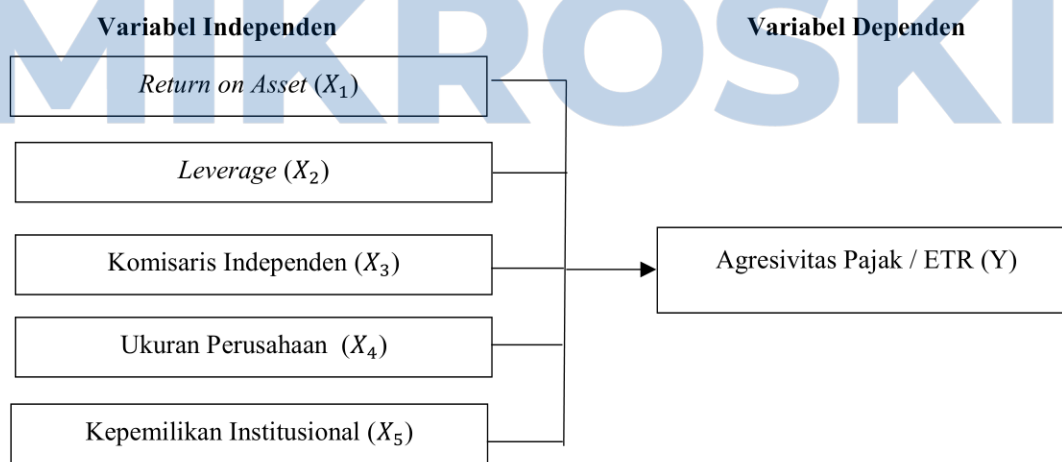 MIKROSKI
Variabel Independen
Variabel Dependen
Return on Asset (X₁)
Leverage (X₂)
Komisaris Independen (X₃)
Agresivitas Pajak / ETR (Y)
Ukuran Perusahaan (X₄)
Kepemilikan Institusional (X₅)